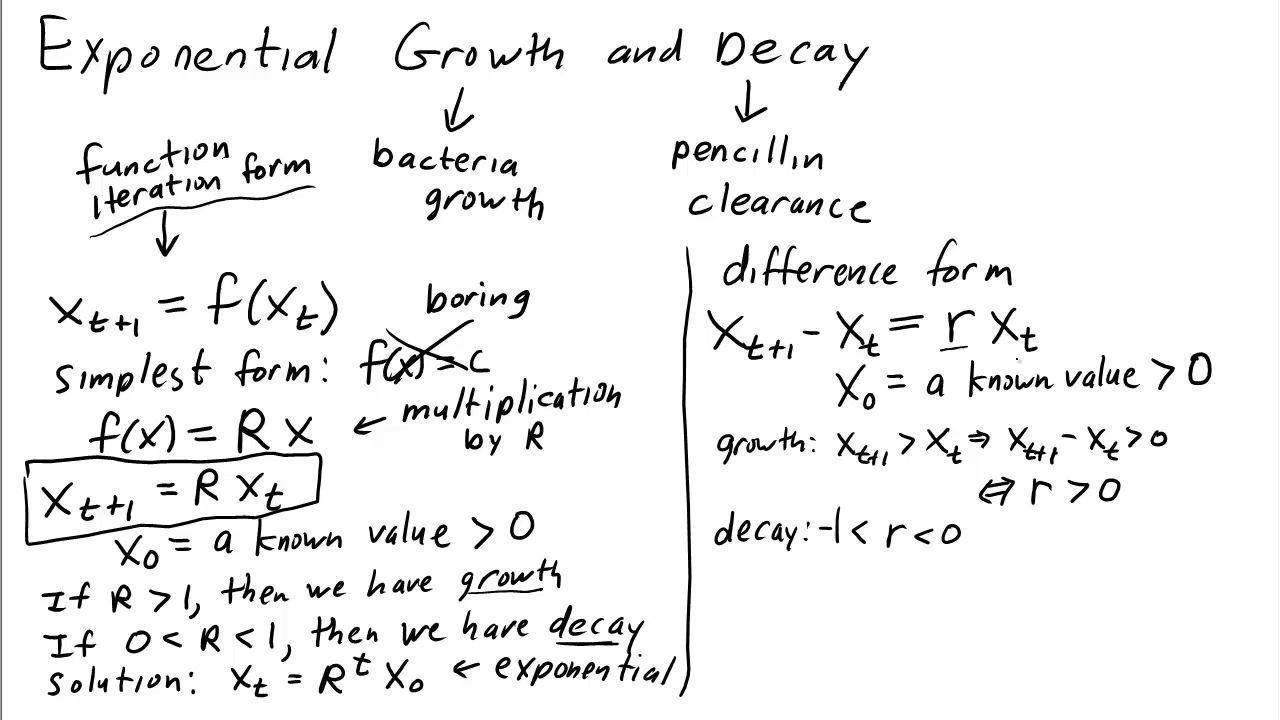 Exponential Growth and Decay
↓ ↓
function iteration form
↓
bacteria growth
pencillin clearance
x_{t+1} = f(x_t)
boring
simplest form: f(x) = c
f(x) = R x ← multiplication by R
x_{t+1} = R x_t
x_0 = a known value > 0
If R > 1, then we have growth
If 0 < R < 1, then we have decay
solution: x_t = R^t x_0 ← exponential
difference form
x_{t+1} - x_t = r x_t
x_0 = a known value > 0
growth: x_{t+1} > x_t ⇒ x_{t+1} - x_t > 0
⇔ r > 0
decay: -1 < r < 0